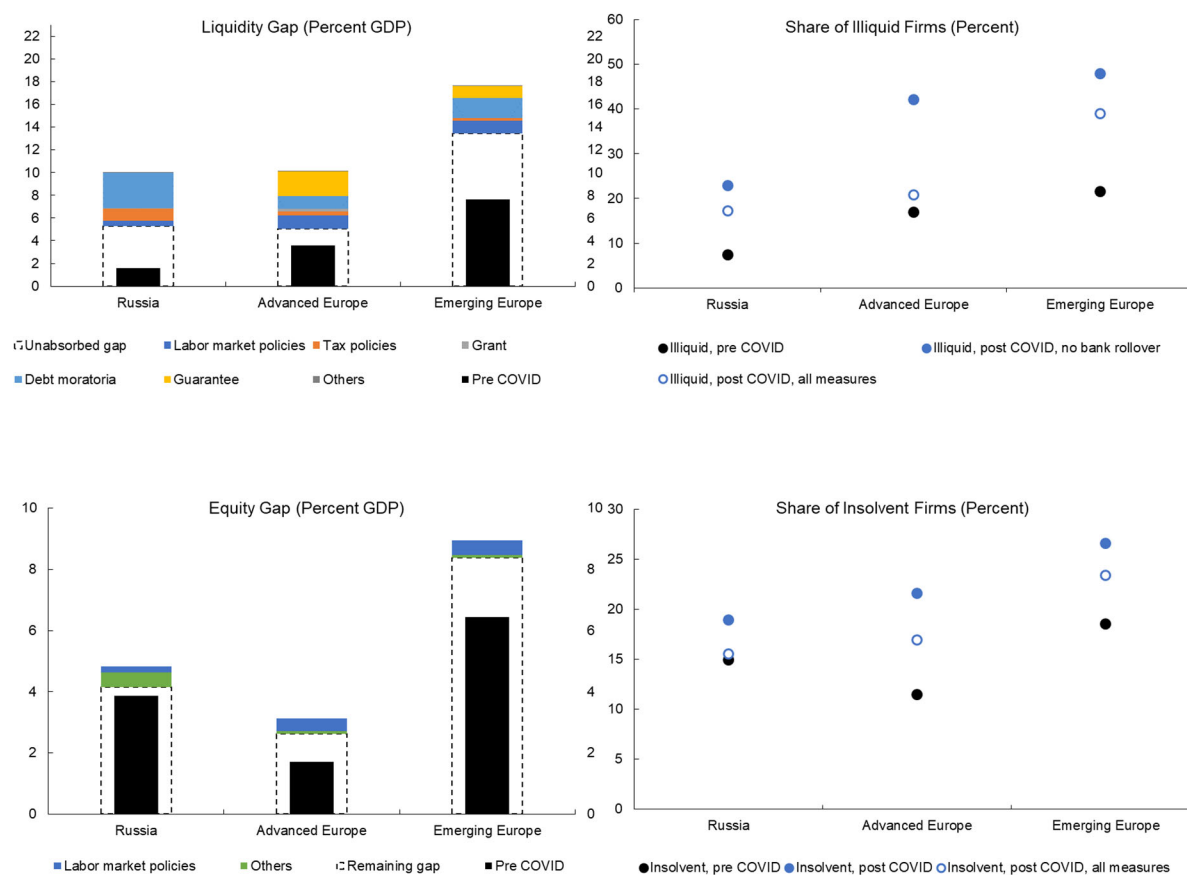 Liquidity Gap (Percent GDP)
22
20
18
16
14
12
10
8
6
4
2
0
22
20
18
16
14
12
10
8
6
4
2
0
Russia
Advanced Europe
Emerging Europe
Unabsorbed gap
Labor market policies
Tax policies
Grant
Debt moratoria
Guarantee
Others
Pre COVID
Share of Illiquid Firms (Percent)
60
50
40
30
20
10
0
Russia
Advanced Europe
Emerging Europe
Illiquid, pre COVID
Illiquid, post COVID, no bank rollover
Illiquid, post COVID, all measures
Equity Gap (Percent GDP)
10
8
6
4
2
0
10
8
6
4
2
0
Russia
Advanced Europe
Emerging Europe
Labor market policies
Others
Remaining gap
Pre COVID
Share of Insolvent Firms (Percent)
30
25
20
15
10
5
0
Russia
Advanced Europe
Emerging Europe
Insolvent, pre COVID
Insolvent, post COVID
Insolvent, post COVID, all measures